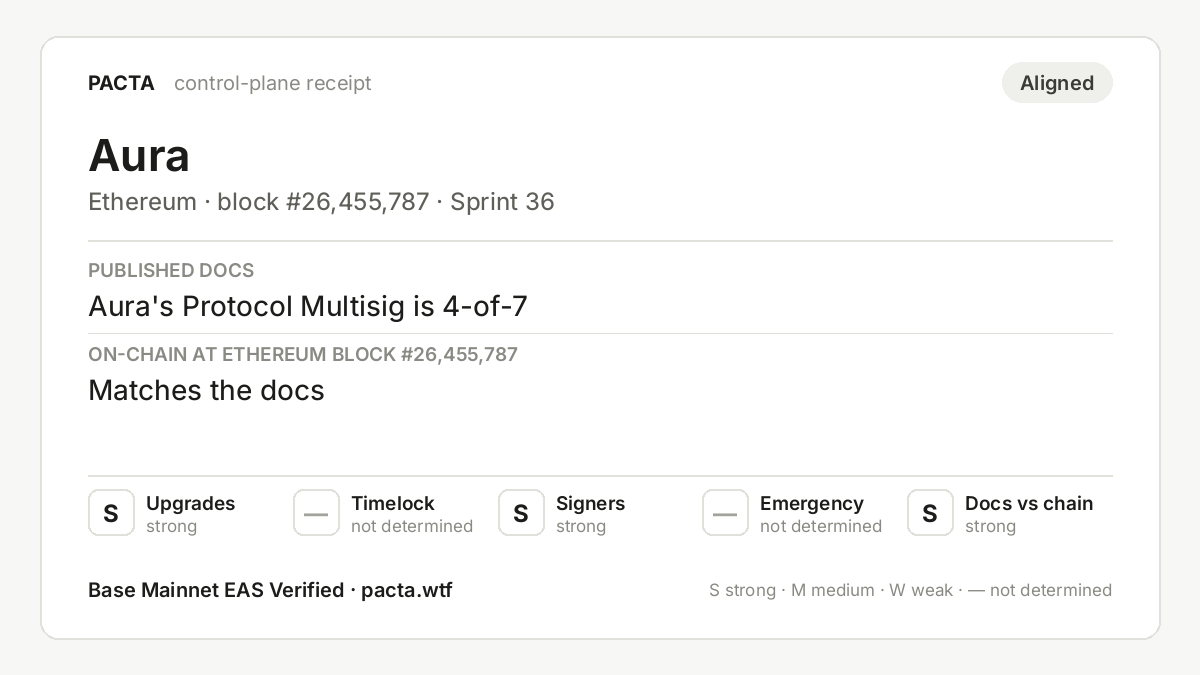 PACTA control-plane receipt Aligned
Aura
Ethereum · block #26,455,787 · Sprint 36
PUBLISHED DOCS
Aura's Protocol Multisig is 4-of-7
ON-CHAIN AT ETHEREUM BLOCK #26,455,787
Matches the docs
S Upgrades strong
— Timelock not determined
S Signers strong
— Emergency not determined
S Docs vs chain strong
Base Mainnet EAS Verified · pacta.wtf
S strong · M medium · W weak · — not determined